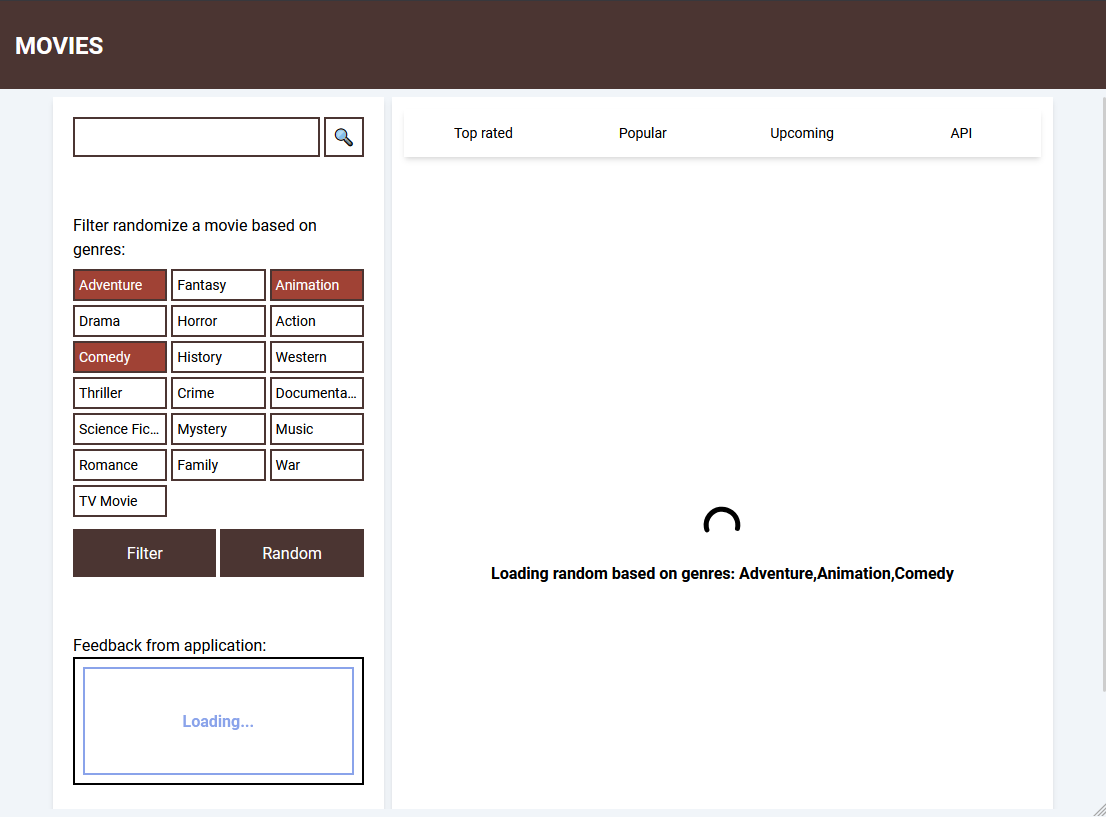 MOVIES
Top rated Popular Upcoming API
Filter randomize a movie based on
genres:
Adventure Fantasy Animation
Drama Horror Action
Comedy History Western
Thriller Crime Documenta...
Science Fic... Mystery Music
Romance Family War
TV Movie
Filter Random
Feedback from application:
Loading...
Loading random based on genres: Adventure,Animation,Comedy